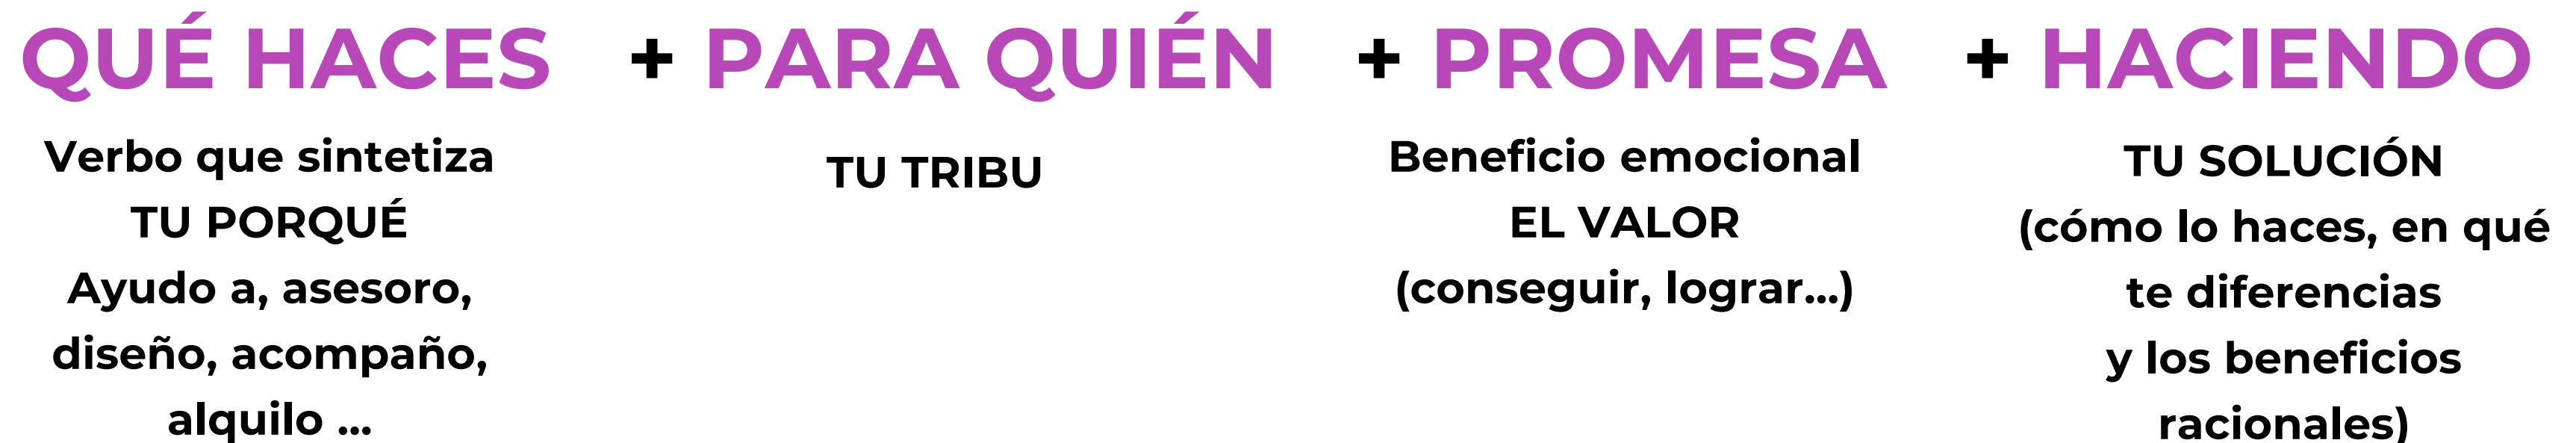 QUÉ HACES + PARA QUIÉN + PROMESA + HACIENDO
Verbo que sintetiza
TU PORQUÉ
Ayudo a, asesoro,
diseño, acompaño,
alquilo ...
TU TRIBU
Beneficio emocional
EL VALOR
(conseguir, lograr...)
TU SOLUCIÓN
(cómo lo haces, en qué
te diferencias
y los beneficios
racionales)